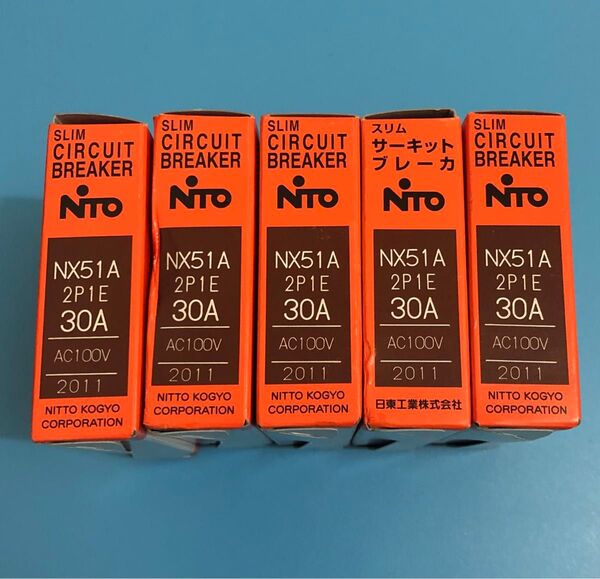 SLIM
CIRCUIT
BREAKER
NiTO
NX51A
2P1E
30A
AC100V
2011
NITTO KOGYO
CORPORATION
SLIM
CIRCUIT
BREAKER
NiTO
NX51A
2P1E
30A
AC100V
2011
NITTO KOGYO
CORPORATION
SLIM
CIRCUIT
BREAKER
NiTO
NX51A
2P1E
30A
AC100V
2011
NITTO KOGYO
CORPORATION
スリム
サーキット
ブレーカ
NiTO
NX51A
2P1E
30A
AC100V
2011
日東工業株式会社
SLIM
CIRCUIT
BREAKER
NiTO
NX51A
2P1E
30A
AC100V
2011
NITTO KOGYO
CORPORATION